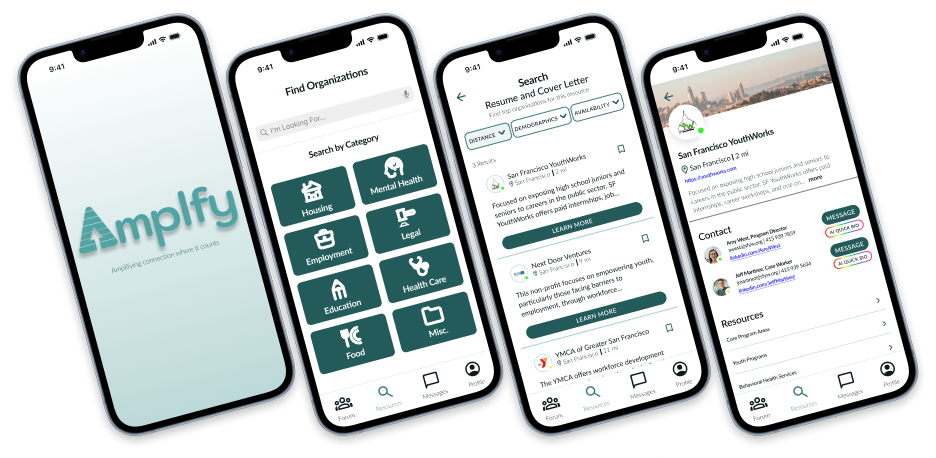 9:41
Amplfy
Amplfying connection where it counts
9:41
Find Organizations
I'm Looking For...
Search by Category
Housing
Mental Health
Employment
Legal
Education
Health Care
Food
Misc.
Forum
Resources
Messages
Profile
9:41
Search
Resume and Cover Letter
Find top organizations for this resource
DISTANCE
DEMOGRAPHICS
AVAILABILITY
3 Results
San Francisco YouthWorks
San Francisco | 2 mi
Focused on exposing high school juniors and
seniors to careers in the public sector. SF
YouthWorks offers paid internships, job...
LEARN MORE
Next Door Ventures
San Francisco | 9 mi
This non-profit focuses on empowering youth,
particularly those facing barriers to
employment, through workforce...
LEARN MORE
YMCA of Greater San Francisco
San Francisco | 11 mi
The YMCA offers workforce development
Forum
Resources
Messages
Profile
9:41
San Francisco YouthWorks
San Francisco | 2 mi
https://youthworks.com
Focused on exposing high school juniors and seniors to
careers in the public sector, SF YouthWorks offers paid
internships, career workshops, and one-on... more
Contact
Amy West, Program Director
awest@sfyw.org | 415 939 7859
linkedin.com/AmyWest
MESSAGE
AI QUICK BIO
Jeff Martinez, Case Worker
jmartinez@sfyw.org | 415 939 5634
linkedin.com/JeffMartinez
MESSAGE
AI QUICK BIO
Resources
Core Program Areas
Youth Programs
Behavioral Health Services
Forum
Resources
Messages
Profile